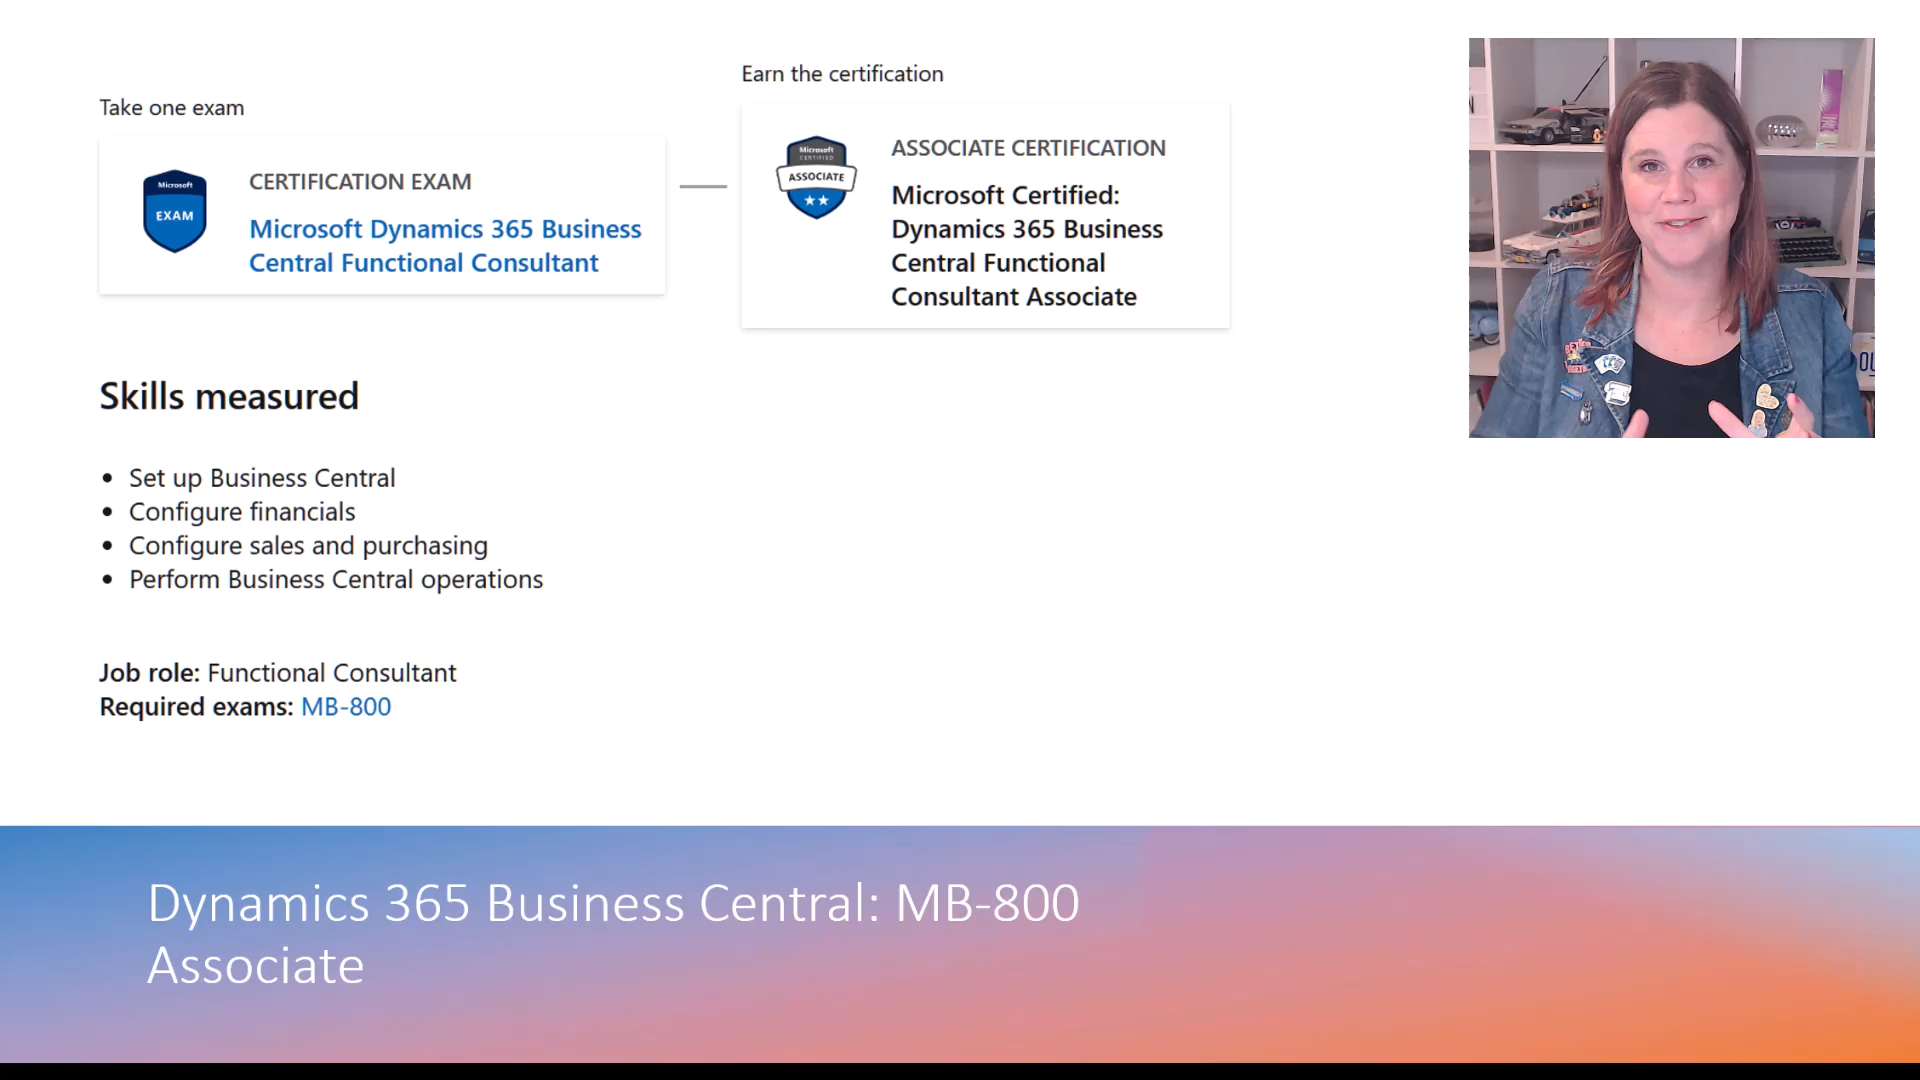 Take one exam
Microsoft
EXAM
CERTIFICATION EXAM
Microsoft Dynamics 365 Business
Central Functional Consultant
Earn the certification
Microsoft
CERTIFIED
ASSOCIATE
ASSOCIATE CERTIFICATION
Microsoft Certified:
Dynamics 365 Business
Central Functional
Consultant Associate
Skills measured
• Set up Business Central
• Configure financials
• Configure sales and purchasing
• Perform Business Central operations
Job role: Functional Consultant
Required exams: MB-800
Dynamics 365 Business Central: MB-800
Associate